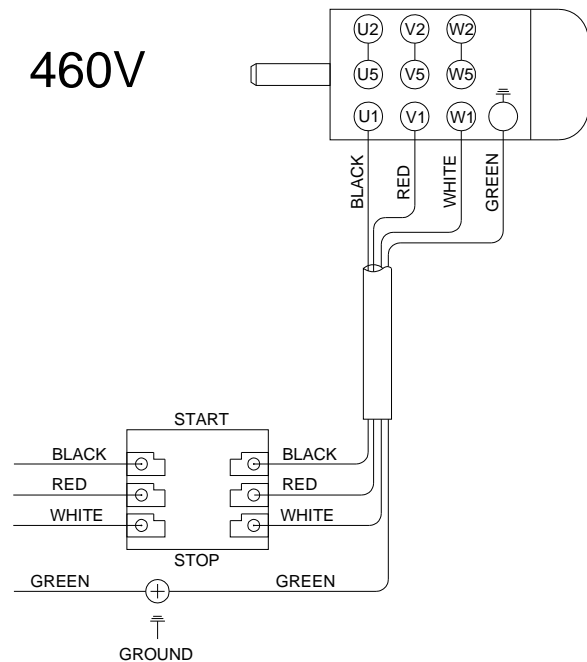 460V
U2 V2 W2
U5 V5 W5
U1 V1 W1
BLACK
RED
WHITE
GREEN
START
BLACK BLACK
RED RED
WHITE WHITE
STOP
GREEN GREEN
GROUND